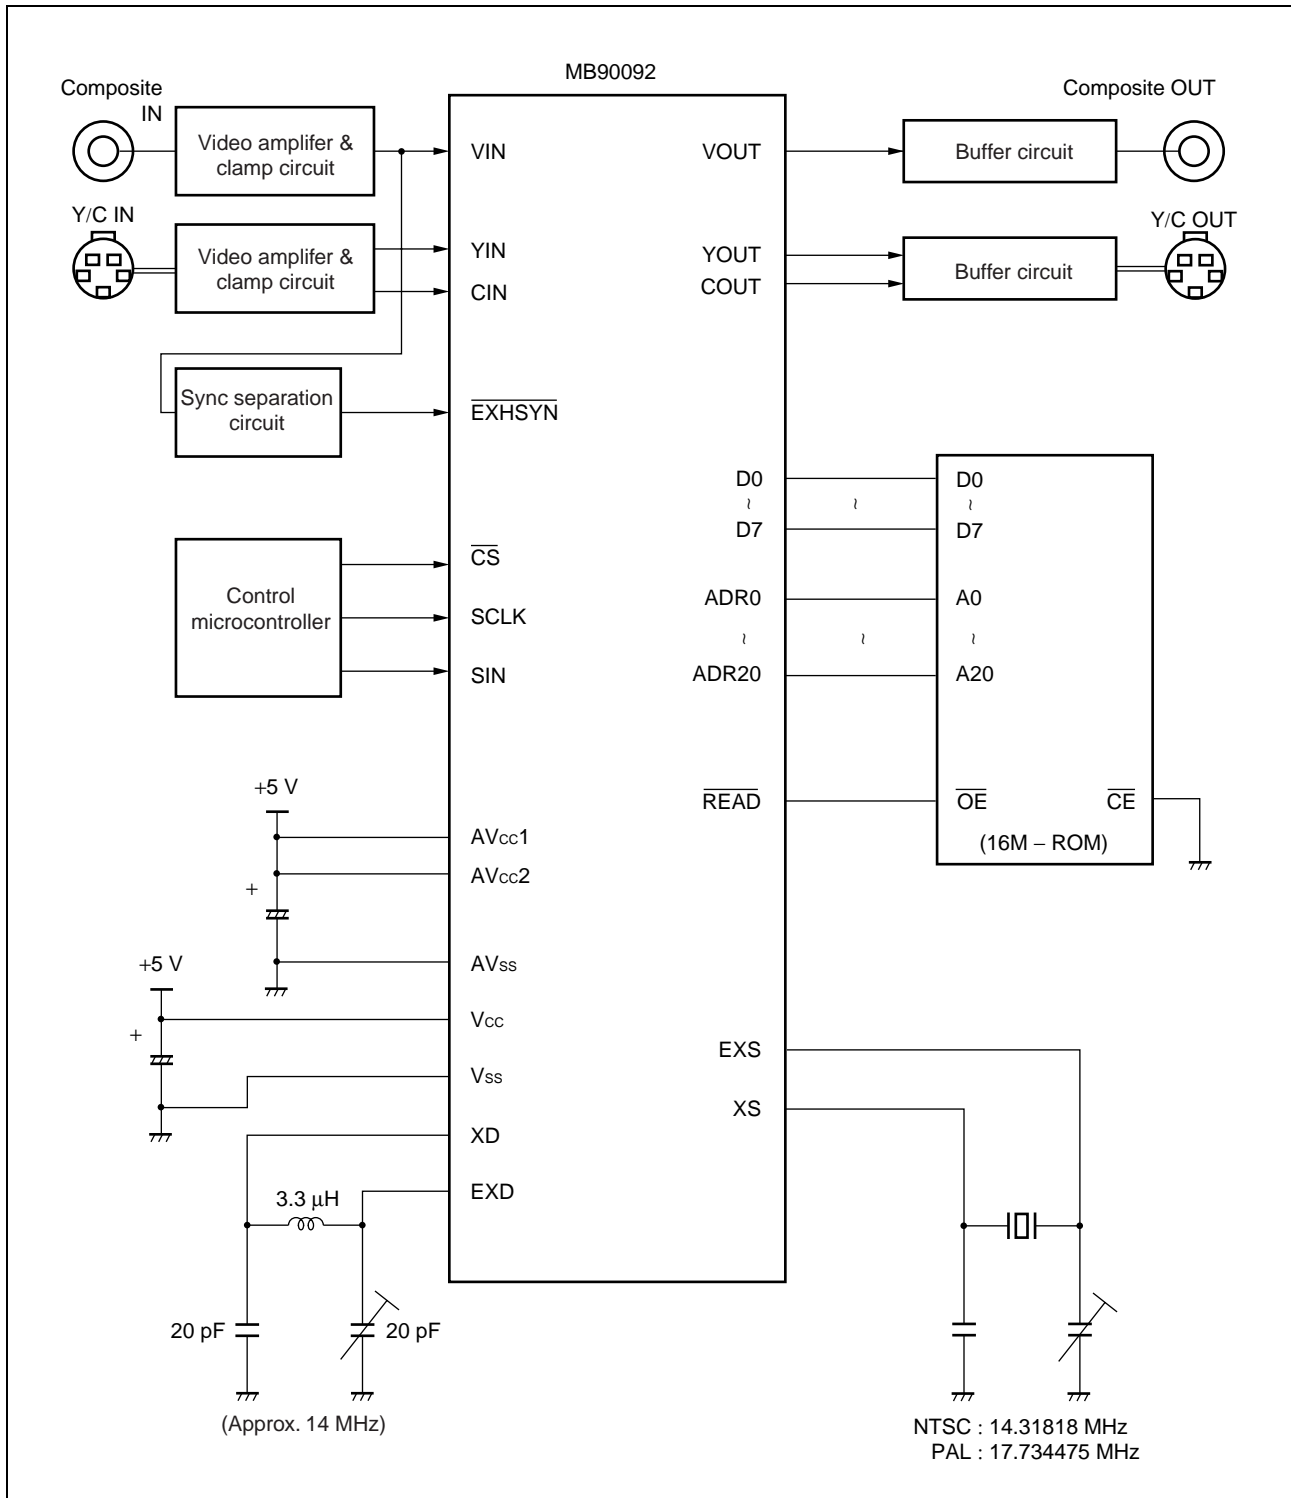 MB90092
Composite
IN
Video amplifer &
clamp circuit
Y/C IN
Video amplifer &
clamp circuit
Sync separation
circuit
Control
microcontroller
VIN
YIN
CIN
EXHSYN
CS
SCLK
SIN
+5 V
AVCC1
AVCC2
+
AVSS
+5 V
VCC
+
VSS
XD
EXD
3.3 µH
20 pF
20 pF
(Approx. 14 MHz)
VOUT
YOUT
COUT
D0
~
D7
ADR0
~
ADR20
READ
EXS
XS
Composite OUT
Buffer circuit
Y/C OUT
Buffer circuit
~
~
D0
~
D7
A0
~
A20
OE
CE
(16M – ROM)
NTSC : 14.31818 MHz
PAL : 17.734475 MHz